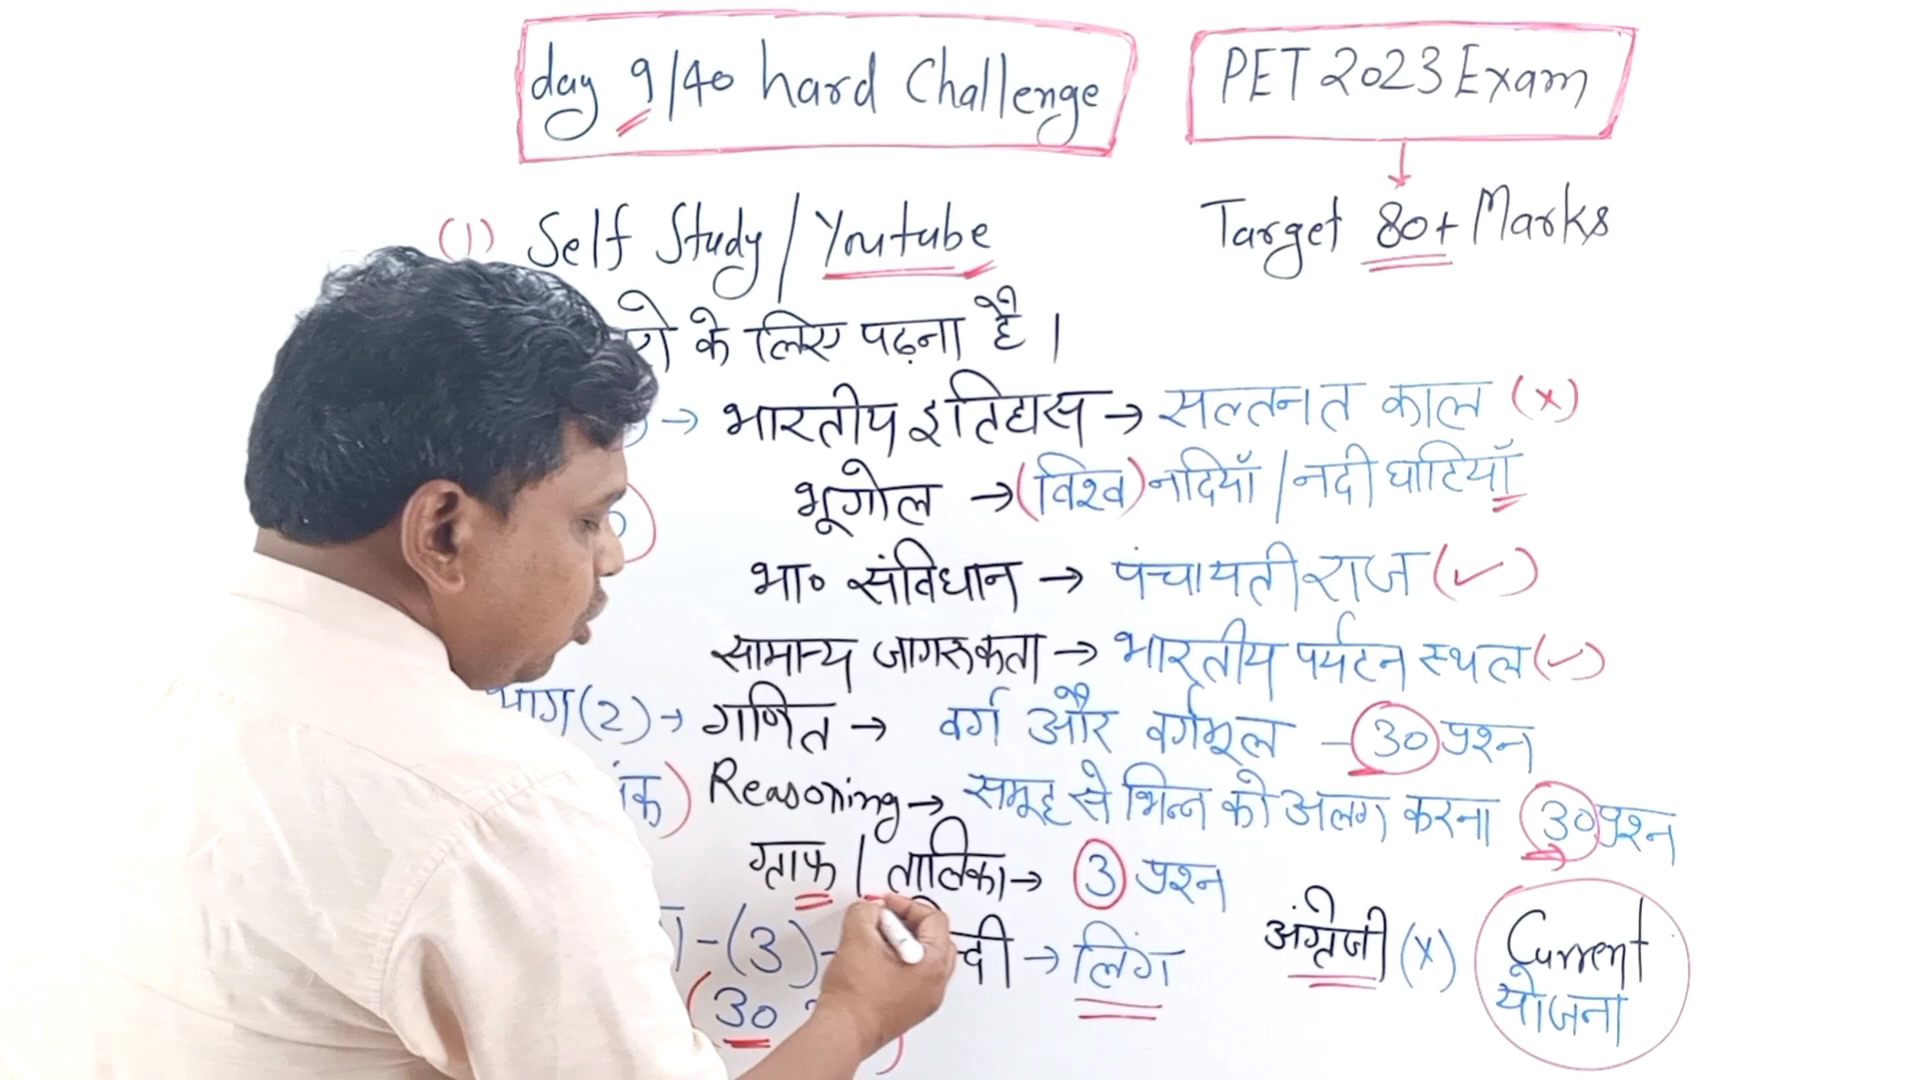 day 9/40 hard Challenge
PET 2023 Exam
Target 80+ Marks
(1) Self Study / Youtube
के लिए पढ़ना है ।
→ भारतीय इतिहास → सल्तनत काल (x)
भूगोल → (विश्व) नदियाँ / नदी घाटियाँ
भा० संविधान → पंचायती राज (✓)
सामान्य जागरूकता → भारतीय पर्यटन स्थल (✓)
भाग (2) → गणित → वर्ग और वर्गमूल - 30 प्रश्न
Reasoning → समूह से भिन्न को अलग करना 30 प्रश्न
ग्राफ / तालिका → 3 प्रश्न
- (3) - दी → लिंग
अंग्रेजी (x)
(30
Current
योजना